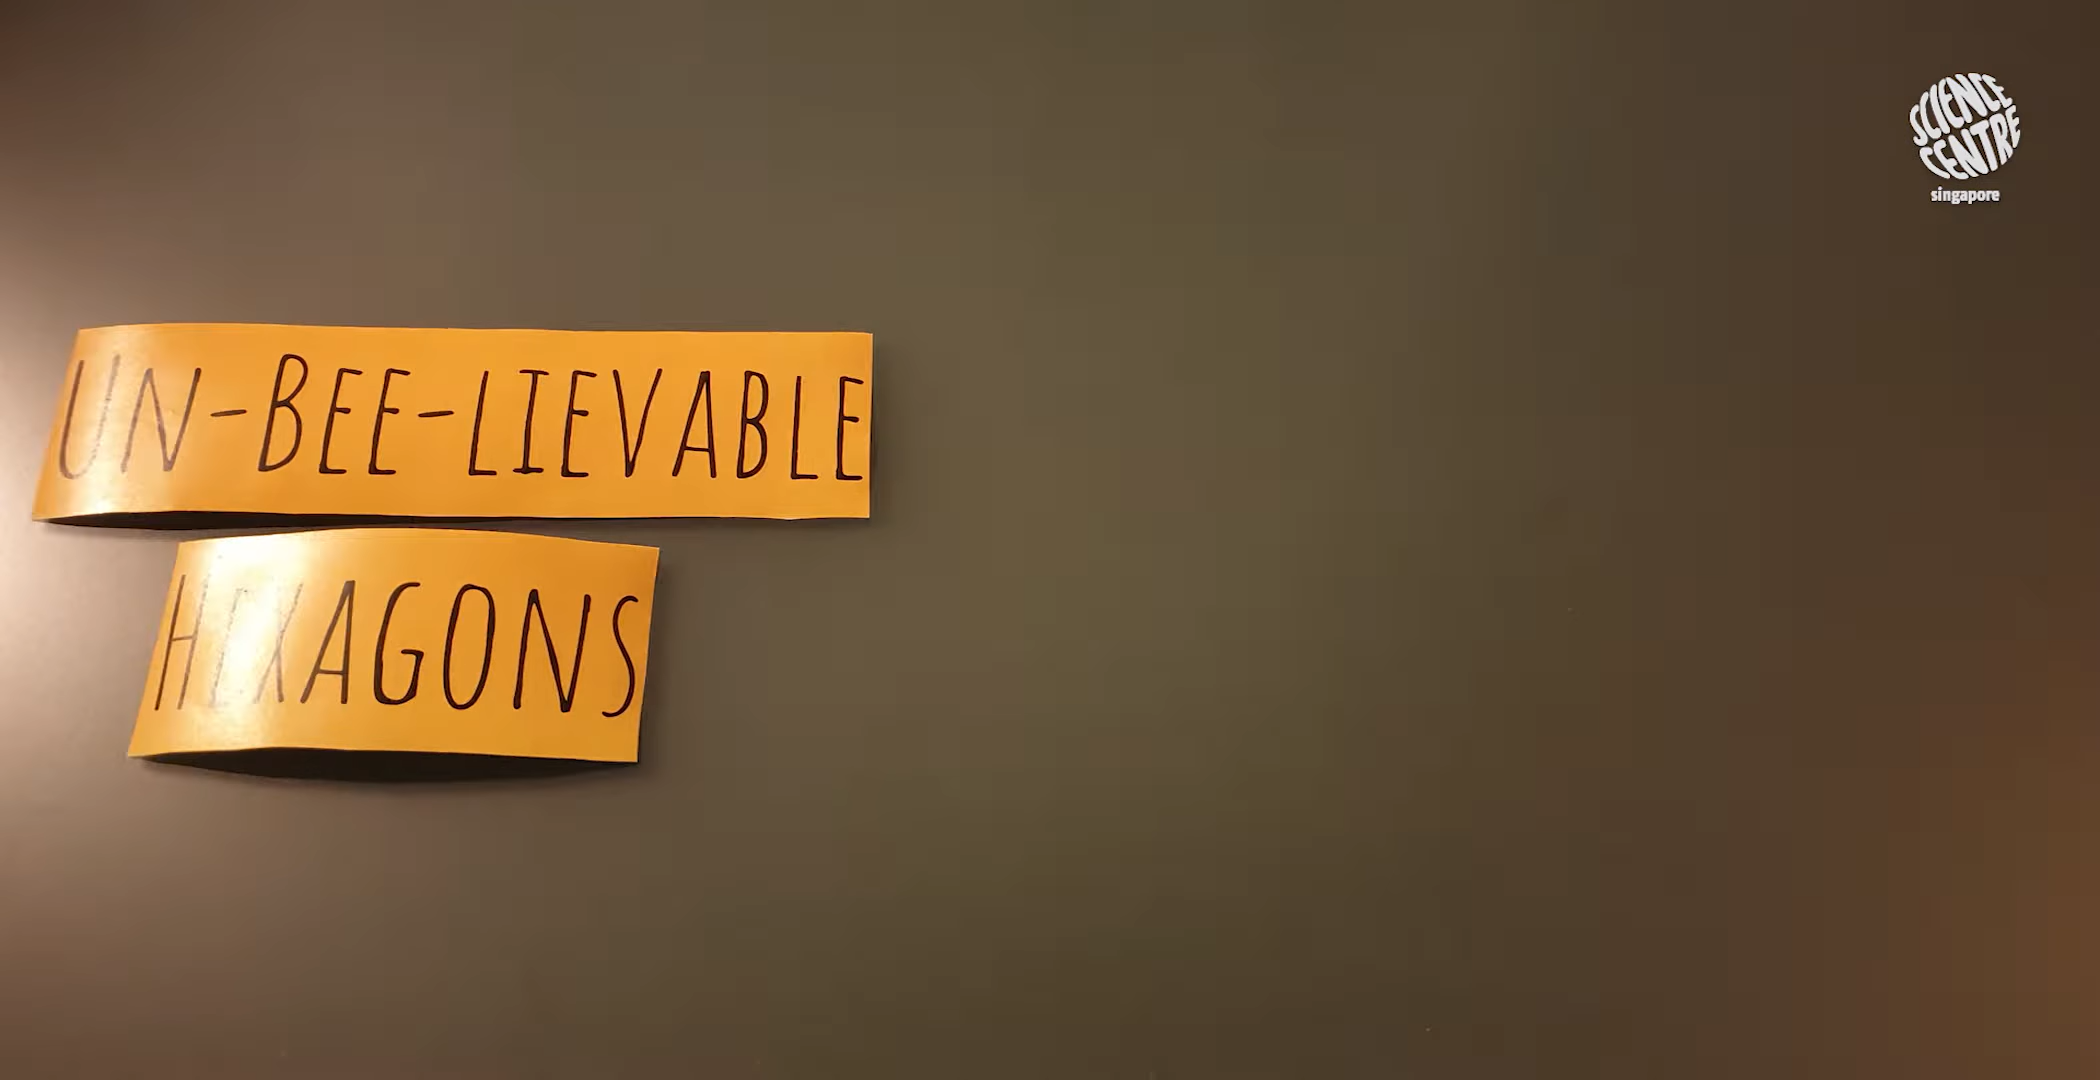 Un-Bee-lievable
Hexagons
SCIENCE
CENTRE
singapore